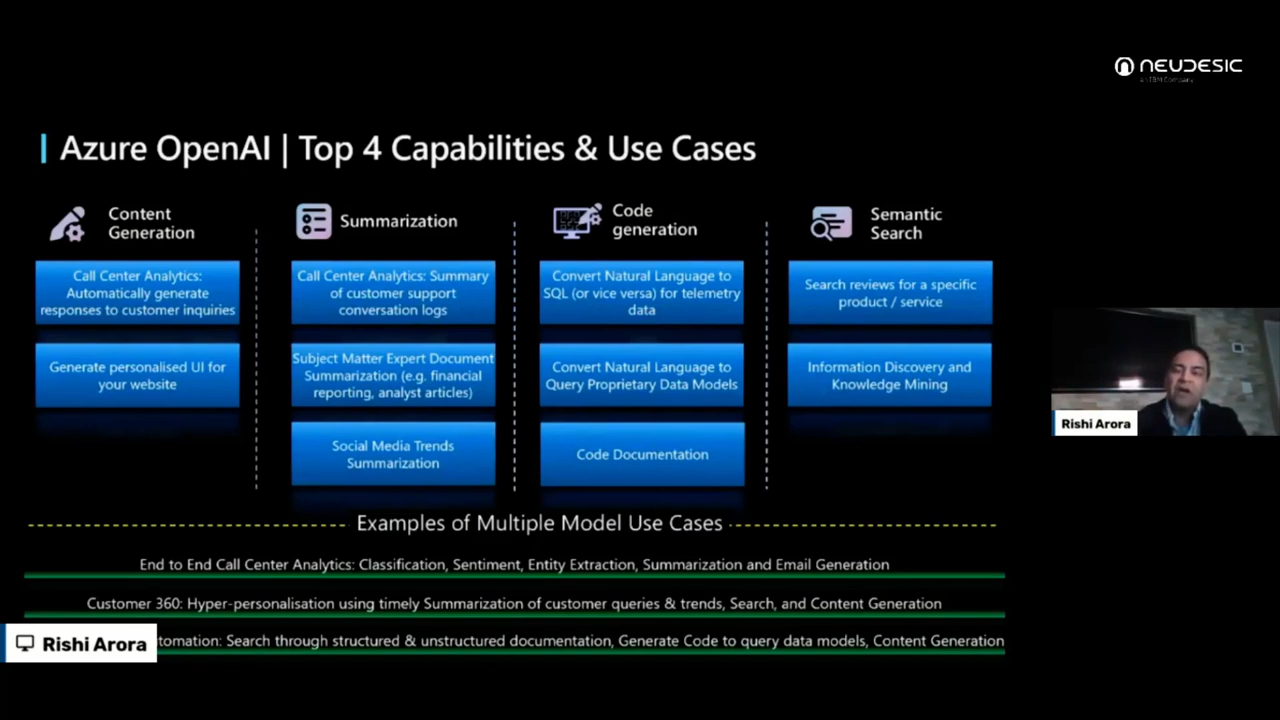 NEUDESIC
An IBM Company
Azure OpenAI | Top 4 Capabilities & Use Cases
Content
Generation
Call Center Analytics:
Automatically generate
responses to customer inquiries
Generate personalised UI for
your website
Summarization
Call Center Analytics: Summary
of customer support
conversation logs
Subject Matter Expert Document
Summarization (e.g. financial
reporting, analyst articles)
Social Media Trends
Summarization
Code
generation
Convert Natural Language to
SQL (or vice versa) for telemetry
data
Convert Natural Language to
Query Proprietary Data Models
Code Documentation
Semantic
Search
Search reviews for a specific
product / service
Information Discovery and
Knowledge Mining
Rishi Arora
Examples of Multiple Model Use Cases
End to End Call Center Analytics: Classification, Sentiment, Entity Extraction, Summarization and Email Generation
Customer 360: Hyper-personalisation using timely Summarization of customer queries & trends, Search, and Content Generation
tomation: Search through structured & unstructured documentation, Generate Code to query data models, Content Generation
Rishi Arora